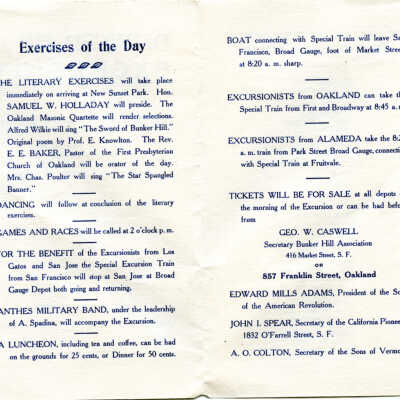 Exercises of the Day
THE LITERARY EXERCISES will take place
immediately on arriving at New Sunset Park. Hon.
SAMUEL W. HOLLADAY will preside. The
Oakland Masonic Quartette will render selections.
Alfred Wilkie will sing "The Sword of Bunker Hill."
Original poem by Prof. E. Knowlton. The Rev.
E. E. BAKER, Pastor of the First Presbyterian
Church of Oakland will be orator of the day.
Mrs. Chas. Poulter will sing "The Star Spangled
Banner."
DANCING will follow at conclusion of the literary
exercises.
GAMES AND RACES will be called at 2 o'clock p. m.
FOR THE BENEFIT of the Excursionists from Los
Gatos and San Jose the Special Excursion Train
from San Francisco will stop at San Jose at Broad
Gauge Depot both going and returning.
XANTHES MILITARY BAND, under the leadership
of A. Spadina, will accompany the Excursion.
A LUNCHEON, including tea and coffee, can be had
on the grounds for 25 cents, or Dinner for 50 cents.
BOAT connecting with Special Train will leave Sa
Francisco, Broad Gauge, foot of Market Street
at 8:20 a. m. sharp.
EXCURSIONISTS from OAKLAND can take th
Special Train from First and Broadway at 8:45 a.
EXCURSIONISTS from ALAMEDA take the 8:2
a. m. train from Park Street Broad Gauge, connectin
with Special Train at Fruitvale.
TICKETS WILL BE FOR SALE at all depots
the morning of the Excursion or can be had befor
from
GEO. W. CASWELL
Secretary Bunker Hill Association
416 Market Street, S. F.
OR
857 Franklin Street, Oakland
EDWARD MILLS ADAMS, President of the So
of the American Revolution.
JOHN I. SPEAR, Secretary of the California Pioneer
1832 O'Farrell Street, S. F.
A. O. COLTON, Secretary of the Sons of Vermo